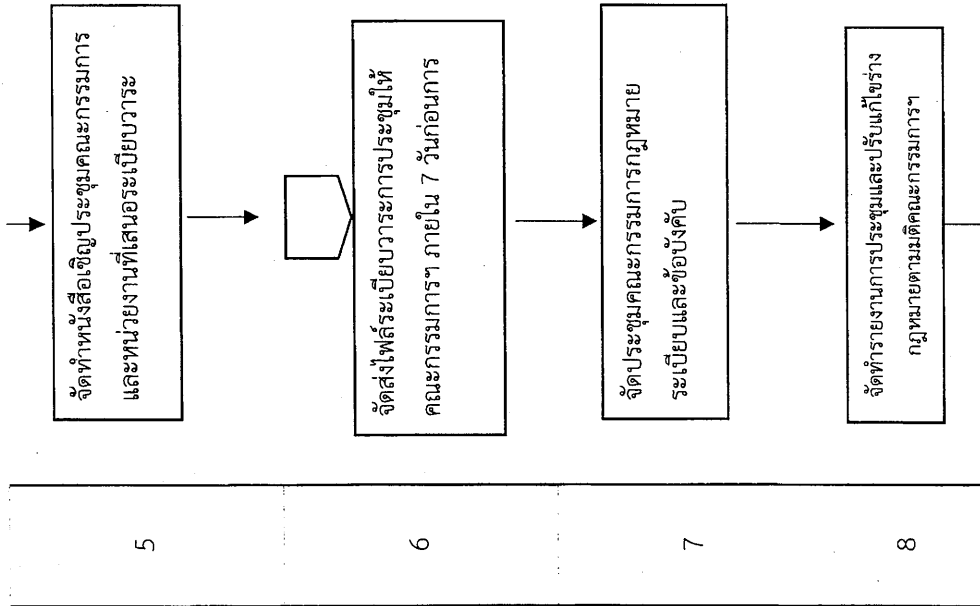 5
จัดทำหนังสือเชิญประชุมคณะกรรมการ
และหน่วยงานที่เสนอระเบียบวาระ
6
จัดส่งไฟล์ระเบียบวาระการประชุมให้
คณะกรรมการฯ ภายใน 7 วันก่อนการ
7
จัดประชุมคณะกรรมการกฎหมาย
ระเบียบและข้อบังคับ
8
จัดทำรายงานการประชุมและปรับแก้ไขร่าง
กฎหมายตามมติคณะกรรมการฯ